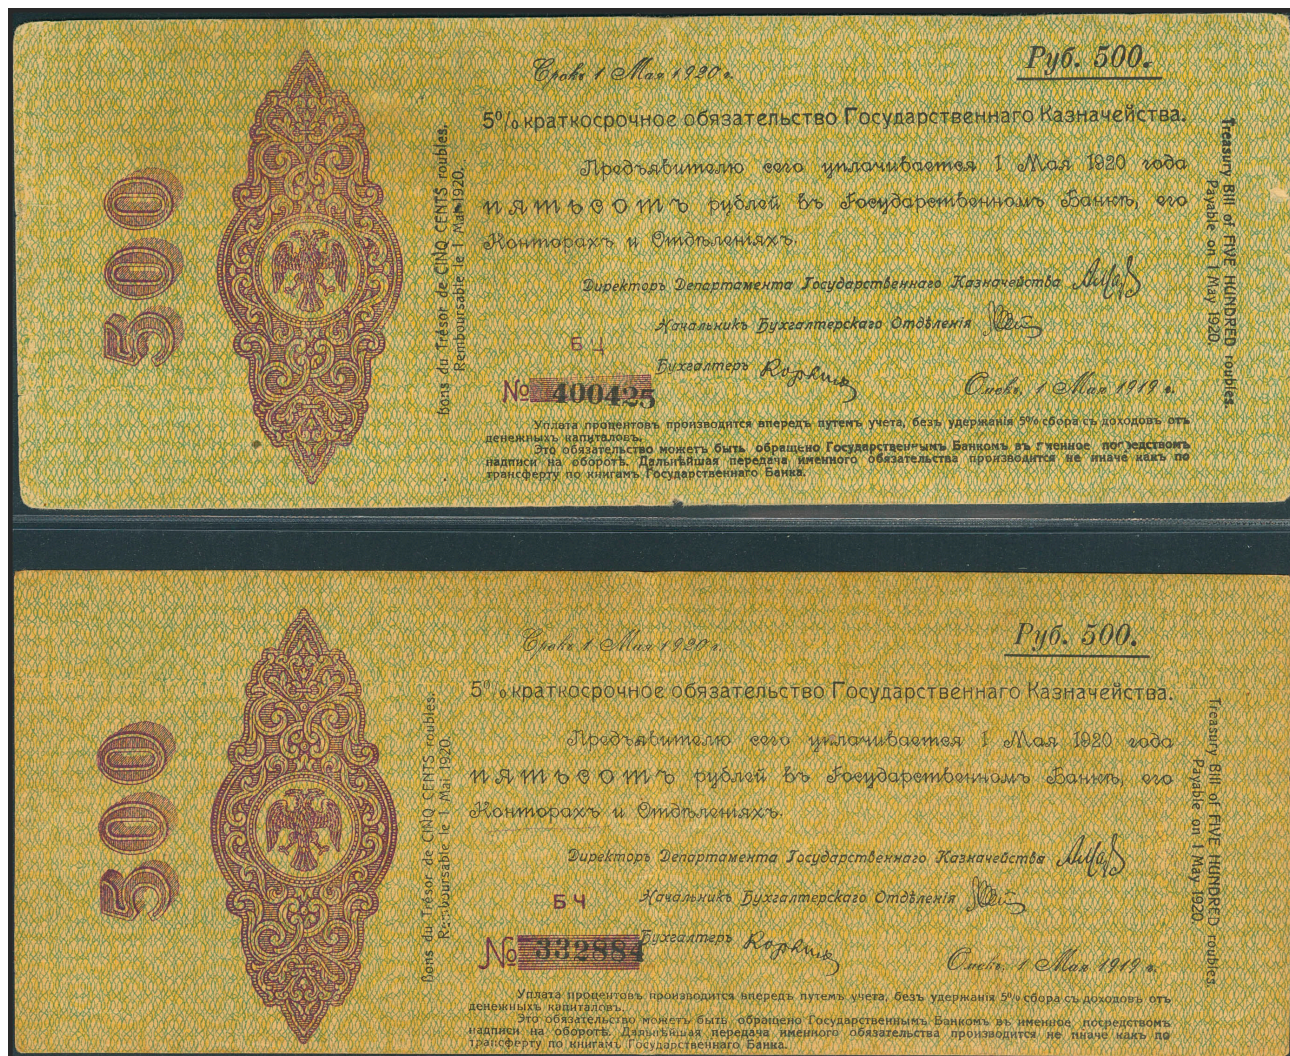 Срокъ 1 Мая 1920 г.
Руб. 500.
5% краткосрочное обязательство Государственнаго Казначейства.
Предъявителю сего уплачивается 1 Мая 1920 года
ПЯТЬСОТЪ рублей въ Государственномъ Банкѣ, его
Конторахъ и Отдѣленіяхъ.
Директоръ Департамента Государственнаго Казначейства
Начальникъ Бухгалтерскаго Отдѣленія
БЦ
Бухгалтеръ
№ 400425
Омскъ, 1 Мая 1919 г.
Уплата процентовъ производится впередъ путемъ учета, безъ удержанія 5% сбора съ доходовъ отъ
денежныхъ капиталовъ.
Это обязательство можетъ быть обращено Государственнымъ Банкомъ въ именное посредствомъ
надписи на оборотѣ. Дальнѣйшая передача именного обязательства производится не иначе какъ по
трансферту по книгамъ Государственнаго Банка.
500
Bons du Trésor de CINQ CENTS roubles.
Remboursable le 1 Mai 1920.
Treasury Bill of FIVE HUNDRED roubles.
Payable on 1 May 1920.
Срокъ 1 Мая 1920 г.
Руб. 500.
5% краткосрочное обязательство Государственнаго Казначейства.
Предъявителю сего уплачивается 1 Мая 1920 года
ПЯТЬСОТЪ рублей въ Государственномъ Банкѣ, его
Конторахъ и Отдѣленіяхъ.
Директоръ Департамента Государственнаго Казначейства
БЧ
Начальникъ Бухгалтерскаго Отдѣленія
Бухгалтеръ
№ 332884
Омскъ, 1 Мая 1919 г.
Уплата процентовъ производится впередъ путемъ учета, безъ удержанія 5% сбора съ доходовъ отъ
денежныхъ капиталовъ.
Это обязательство можетъ быть обращено Государственнымъ Банкомъ въ именное посредствомъ
надписи на оборотѣ. Дальнѣйшая передача именного обязательства производится не иначе какъ по
трансферту по книгамъ Государственнаго Банка.
500
Bons du Trésor de CINQ CENTS roubles.
Remboursable le 1 Mai 1920.
Treasury Bill of FIVE HUNDRED roubles.
Payable on 1 May 1920.